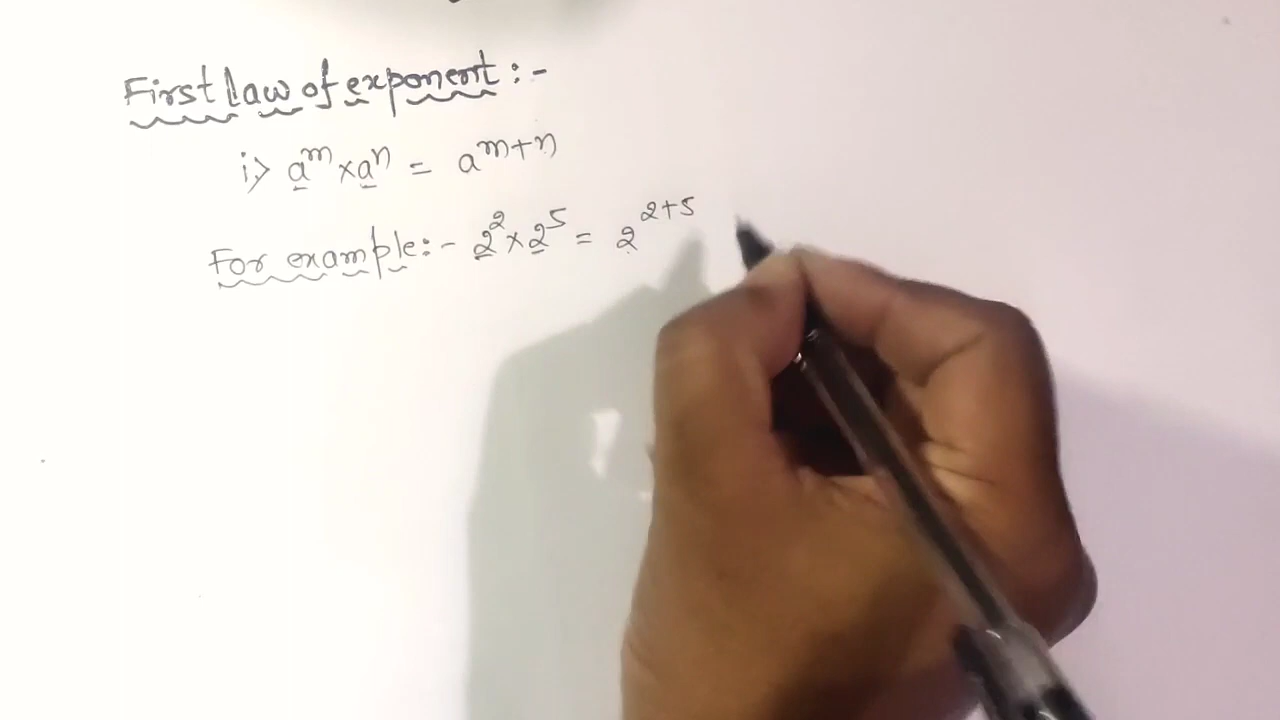 First law of exponent :-
i> a^m × a^n = a^m+n
For example:- 2^2 × 2^5 = 2^2+5